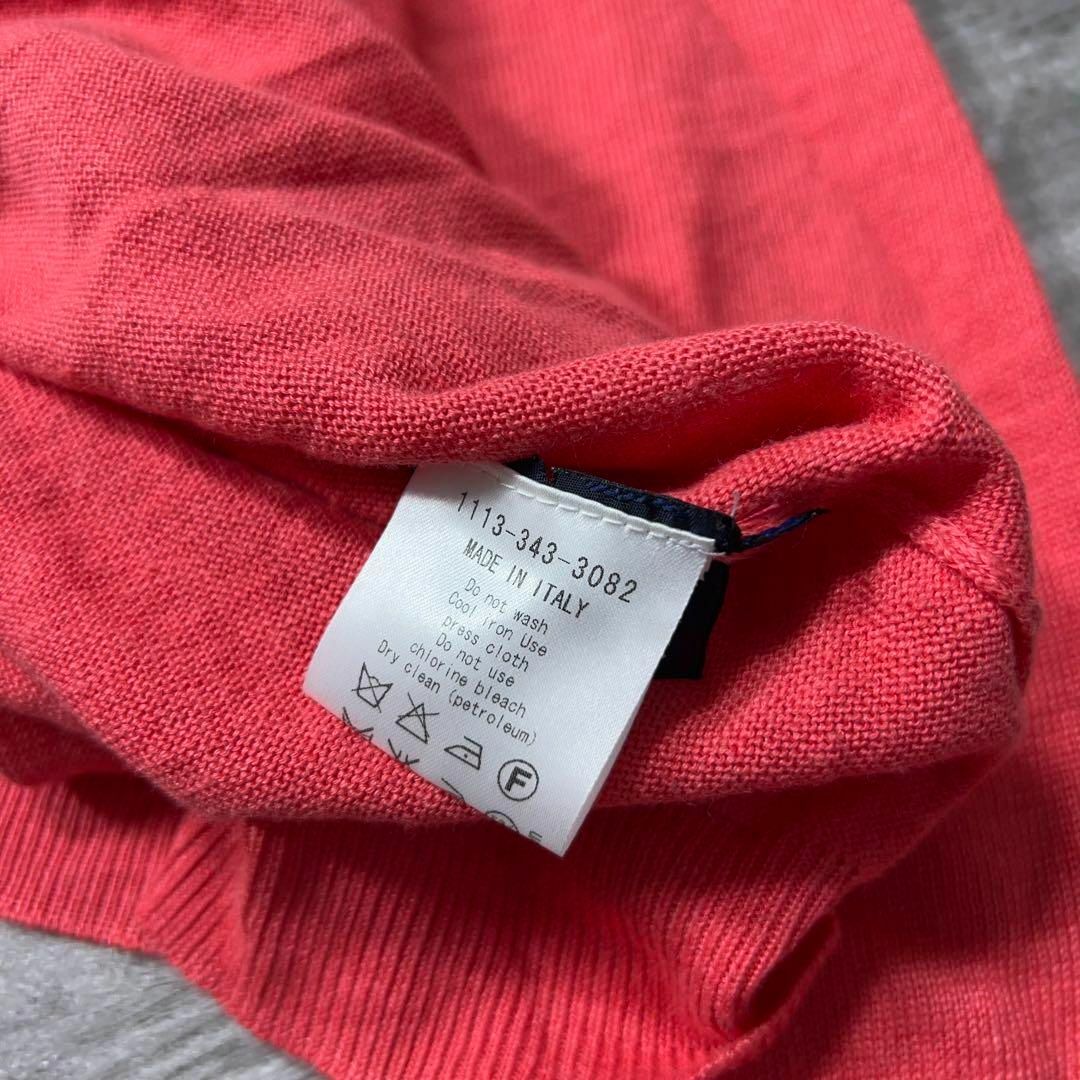 1113-343-3082
MADE IN ITALY
Do not wash
Cool iron Use
press cloth
Do not use
chlorine bleach
Dry clean (petroleum)
F